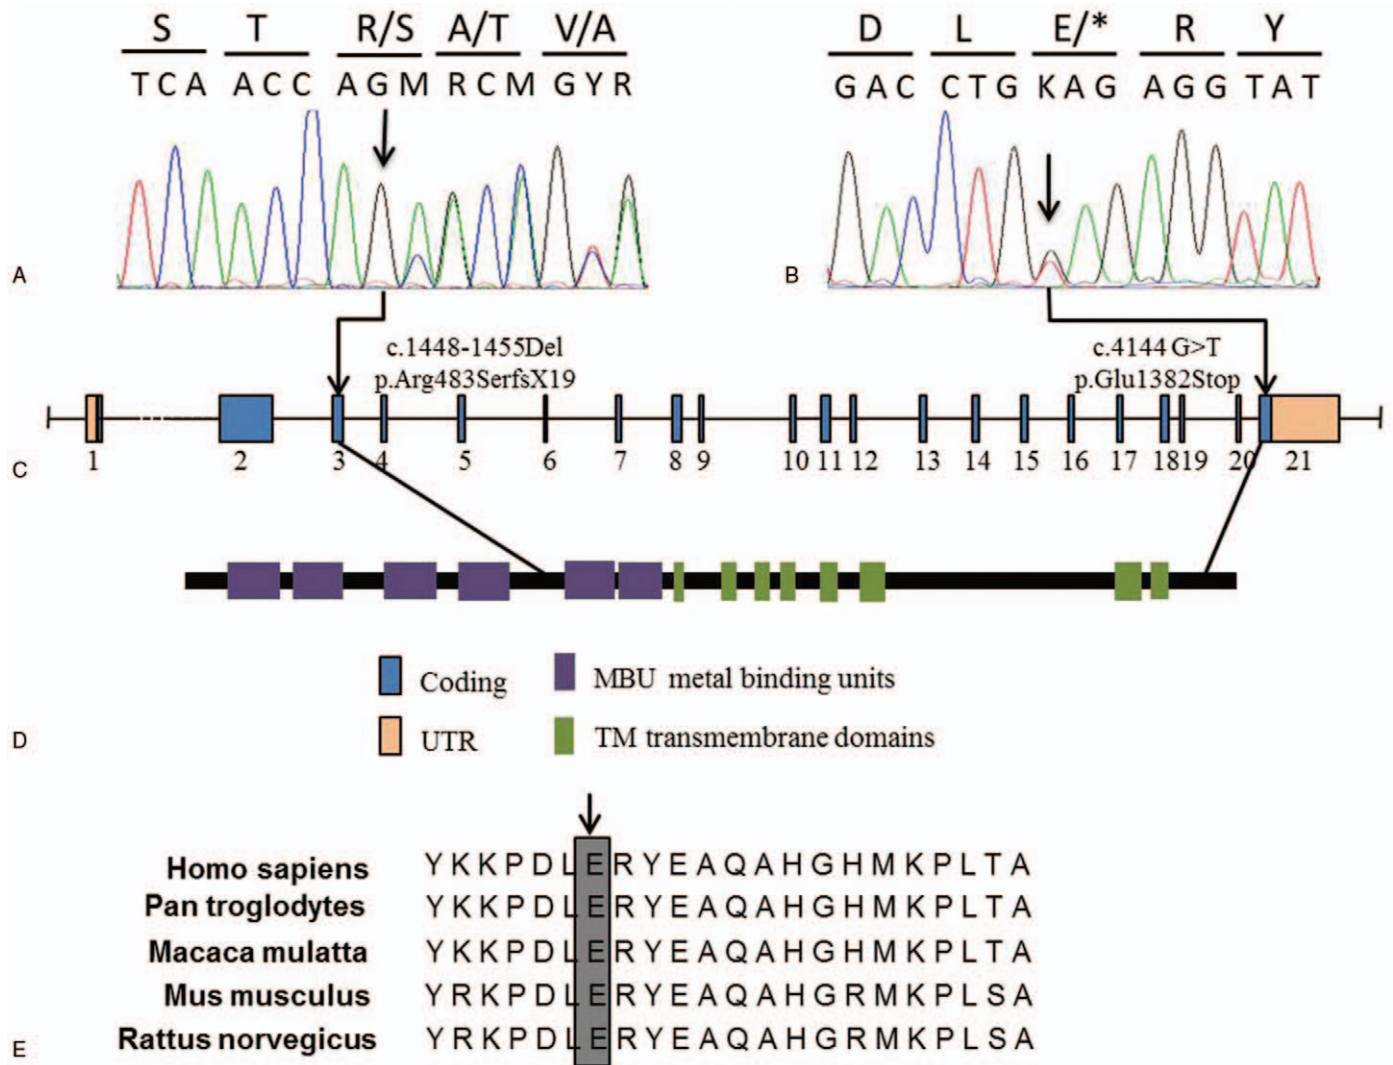 S T R/S A/T V/A
TCA ACC AGM RCM GYR
D L E/* R Y
GAC CTG KAG AGG TAT
A
B
c.1448-1455Del
p.Arg483SerfsX19
c.4144 G>T
p.Glu1382Stop
1 2 3 4 5 6 7 8 9 10 11 12 13 14 15 16 17 18 19 20 21
C
Coding
MBU metal binding units
UTR
TM transmembrane domains
D
Homo sapiens YKKPDLERYEAQAHGHMKPLTA
Pan troglodytes YKKPDLERYEAQAHGHMKPLTA
Macaca mulatta YKKPDLERYEAQAHGHMKPLTA
Mus musculus YRKPDLERYEAQAHGRMKPLSA
Rattus norvegicus YRKPDLERYEAQAHGRMKPLSA
E